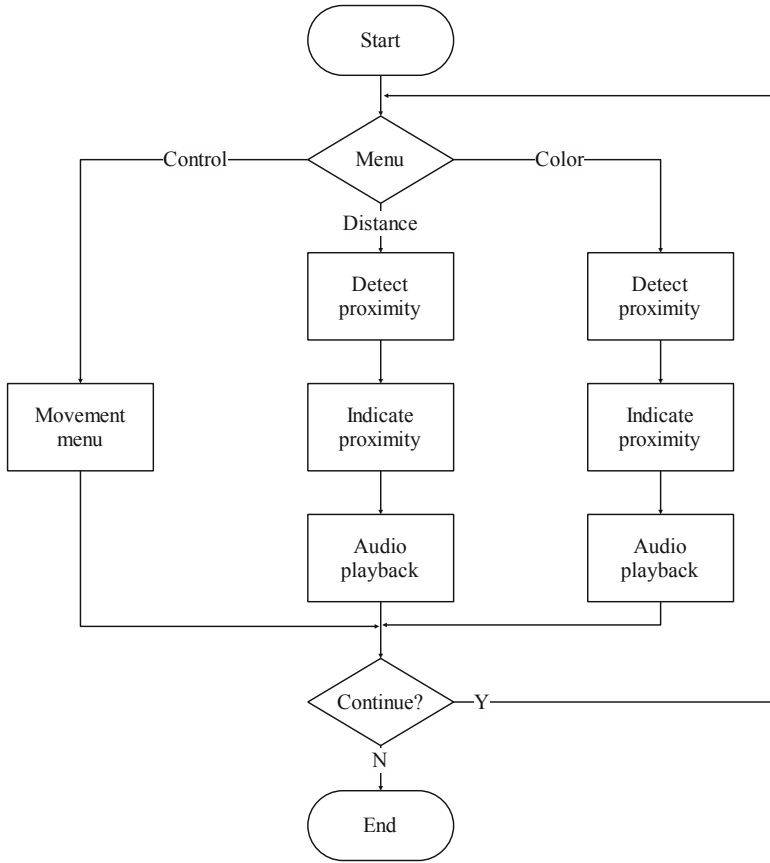 Start
Control
Menu
Color
Distance
Detect
proximity
Detect
proximity
Movement
menu
Indicate
proximity
Indicate
proximity
Audio
playback
Audio
playback
Continue?
Y
N
End